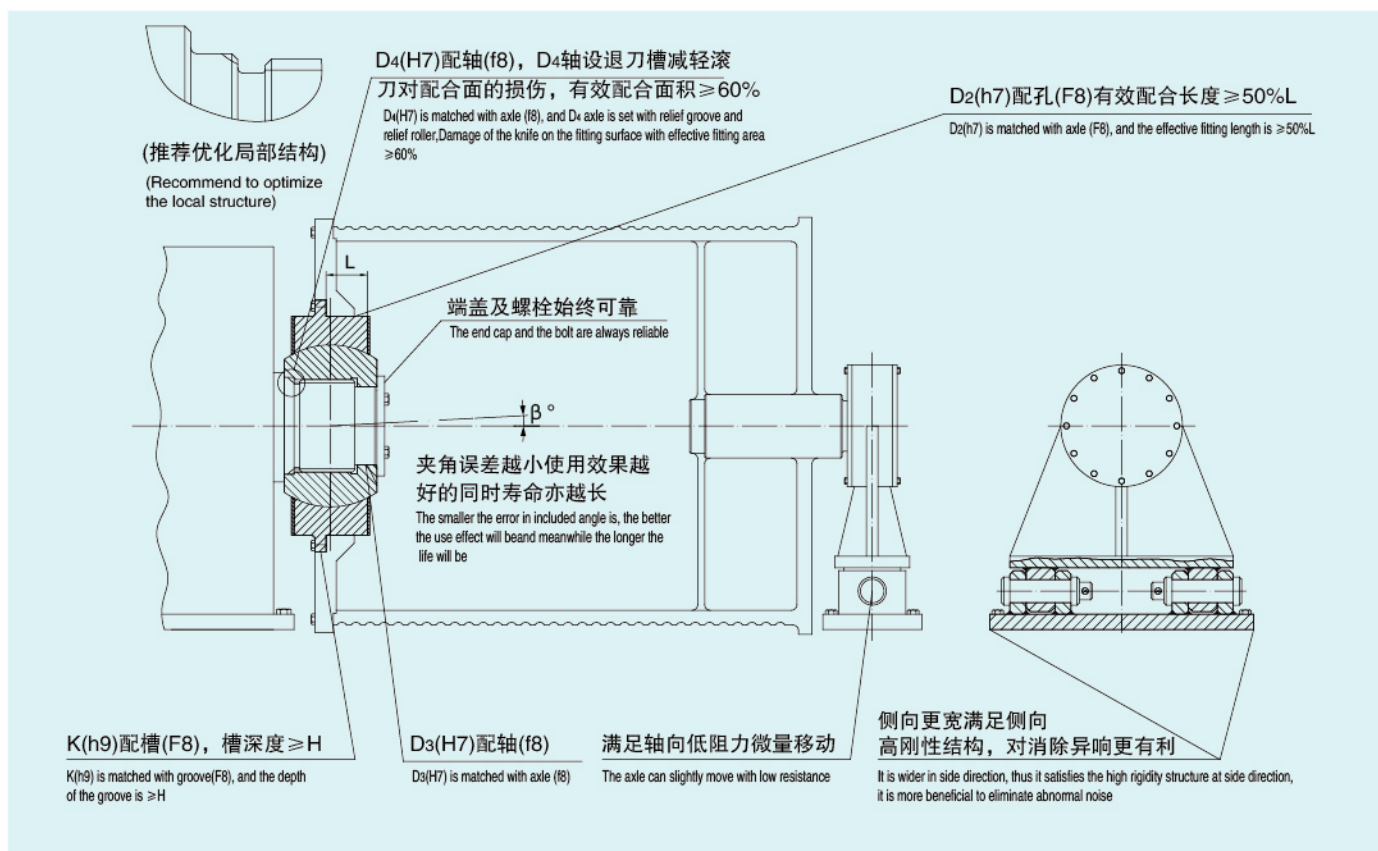 D4(H7)配轴(f8)，D4轴设退刀槽减轻滚
刀对配合面的损伤，有效配合面积≥60%
D4(H7) is matched with axle (f8), and D4 axle is set with relief groove and
relief roller,Damage of the knife on the fitting surface with effective fitting area
≥60%
D2(h7)配孔(F8)有效配合长度≥50%L
D2(h7) is matched with axle (F8), and the effective fitting length is ≥50%L
(推荐优化局部结构)
(Recommend to optimize
the local structure)
L
端盖及螺栓始终可靠
The end cap and the bolt are always reliable
β°
夹角误差越小使用效果越
好的同时寿命亦越长
The smaller the error in included angle is, the better
the use effect will beand meanwhile the longer the
life will be
K(h9)配槽(F8)，槽深度≥H
K(h9) is matched with groove(F8), and the depth
of the groove is ≥H
D3(H7)配轴(f8)
D3(H7) is matched with axle (f8)
满足轴向低阻力微量移动
The axle can slightly move with low resistance
侧向更宽满足侧向
高刚性结构，对消除异响更有利
It is wider in side direction, thus it satisfies the high rigidity structure at side direction,
it is more beneficial to eliminate abnormal noise